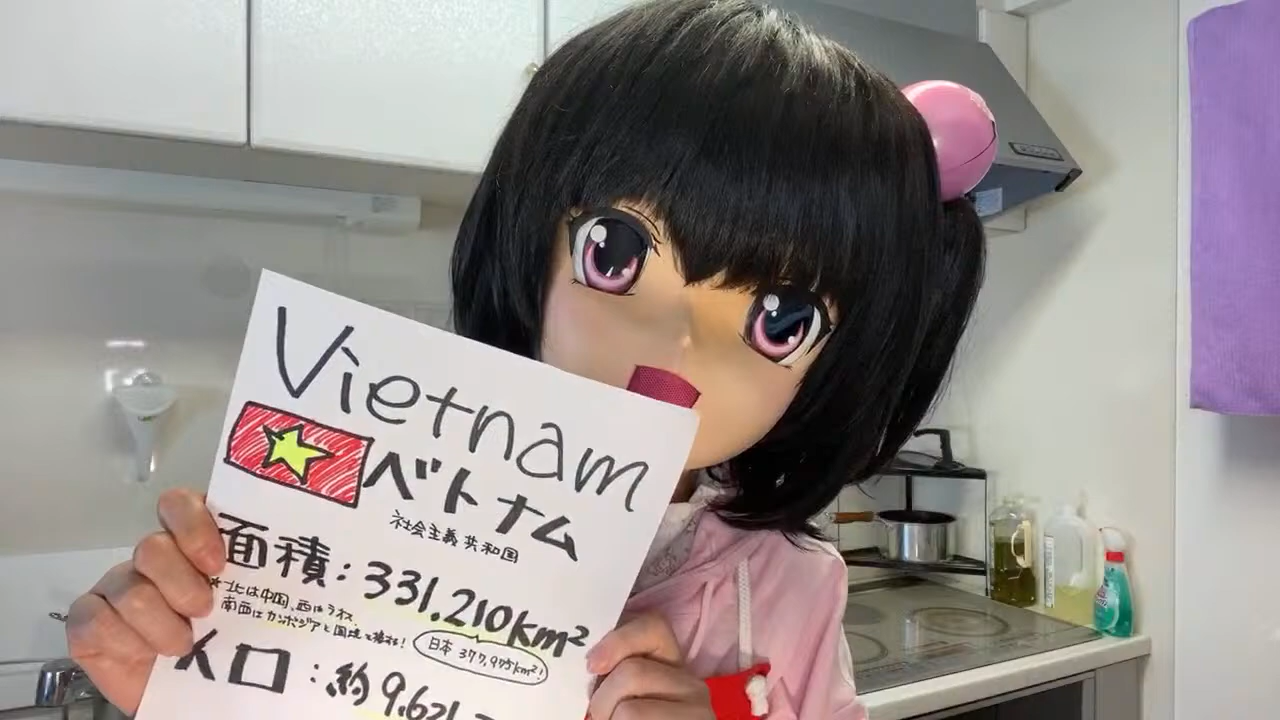 Vietnam
ベトナム
社会主義共和国
面積:331.210km²
★北は中国、西はラオス、
南西はカンボジアと国境を接する!
日本 377,975km²!
人口:約9.621